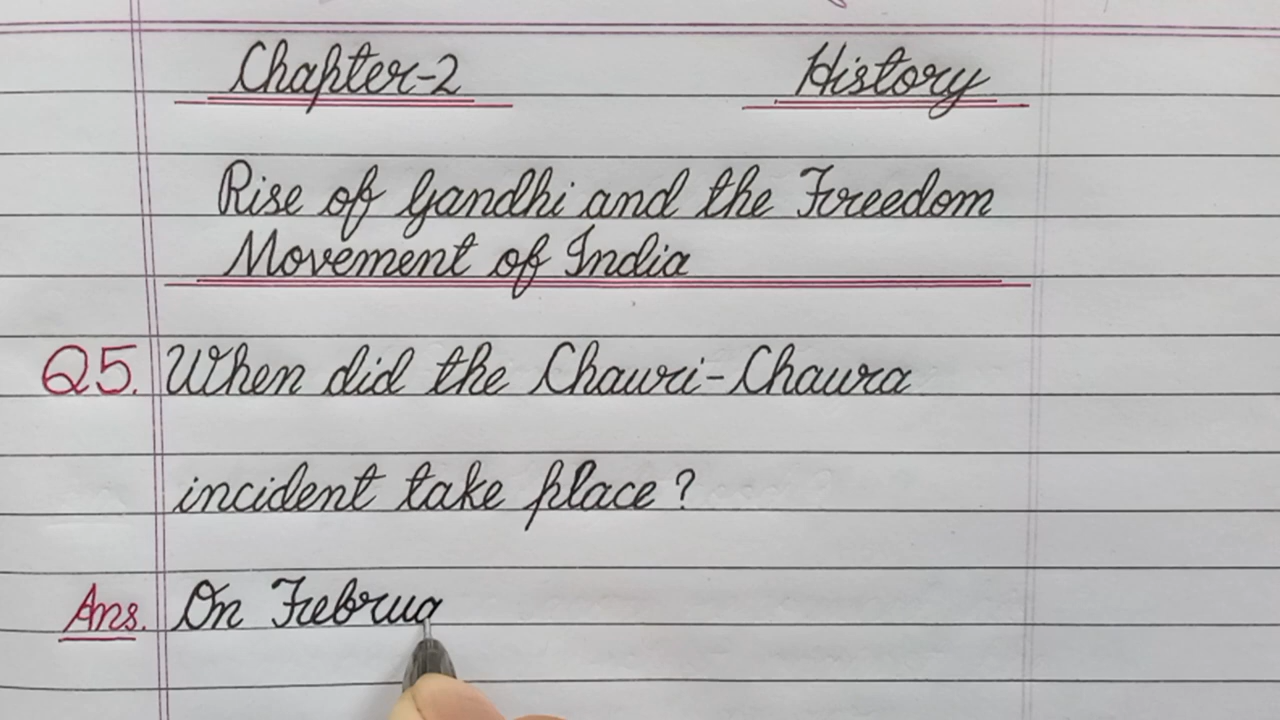 Chapter-2 History
Rise of Gandhi and the Freedom
Movement of India
Q5. When did the Chauri-Chaura
incident take place?
Ans. On Februa